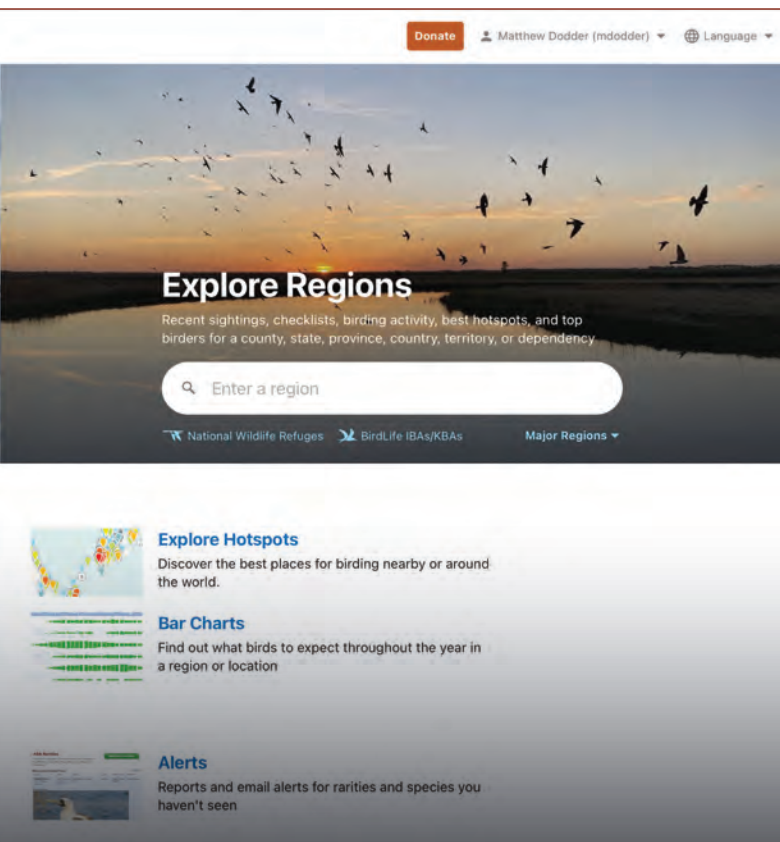 Donate
Matthew Dodder (mdodder)
Language
Explore Regions
Recent sightings, checklists, birding activity, best hotspots, and top
birders for a county, state, province, country, territory, or dependency
Enter a region
National Wildlife Refuges
BirdLife IBAs/KBAs
Major Regions
Explore Hotspots
Discover the best places for birding nearby or around
the world.
Bar Charts
Find out what birds to expect throughout the year in
a region or location
Alerts
Reports and email alerts for rarities and species you
haven't seen